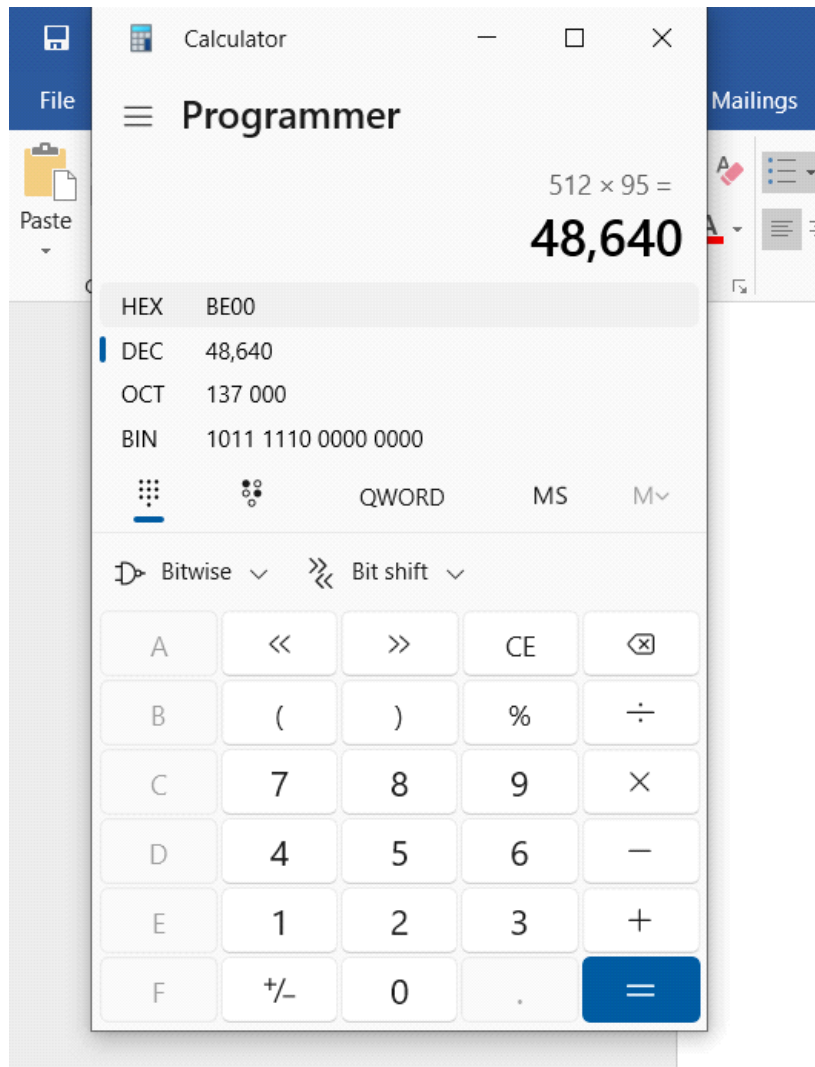 Calculator
File
Mailings
Programmer
512 × 95 =
48,640
Paste
HEX BE00
DEC 48,640
OCT 137 000
BIN 1011 1110 0000 0000
QWORD MS M
Bitwise Bit shift
A << >> CE
B ( ) % ÷
C 7 8 9 ×
D 4 5 6 −
E 1 2 3 +
F +/− 0 . =